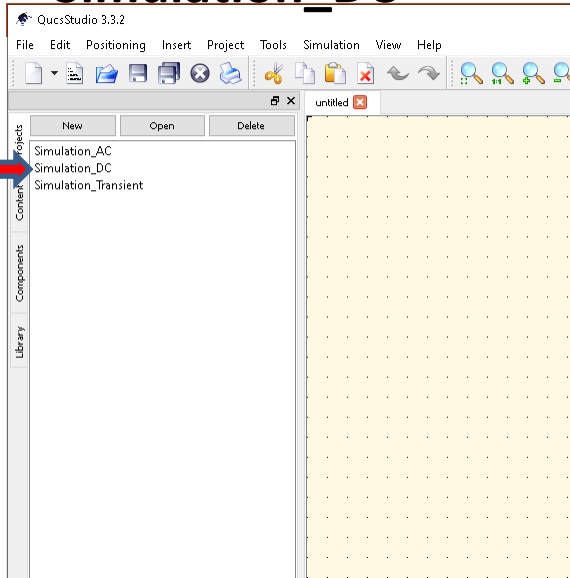 Simulation_DC
QucsStudio 3.3.2
File Edit Positioning Insert Project Tools Simulation View Help
untitled
New Open Delete
Simulation_AC
Simulation_DC
Simulation_Transient
Projects
Content
Components
Library